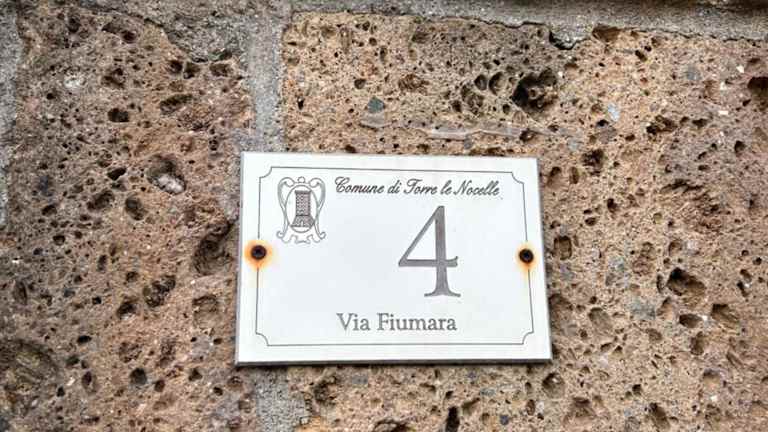 Comune di Torre le Nocelle
4
Via Fiumara